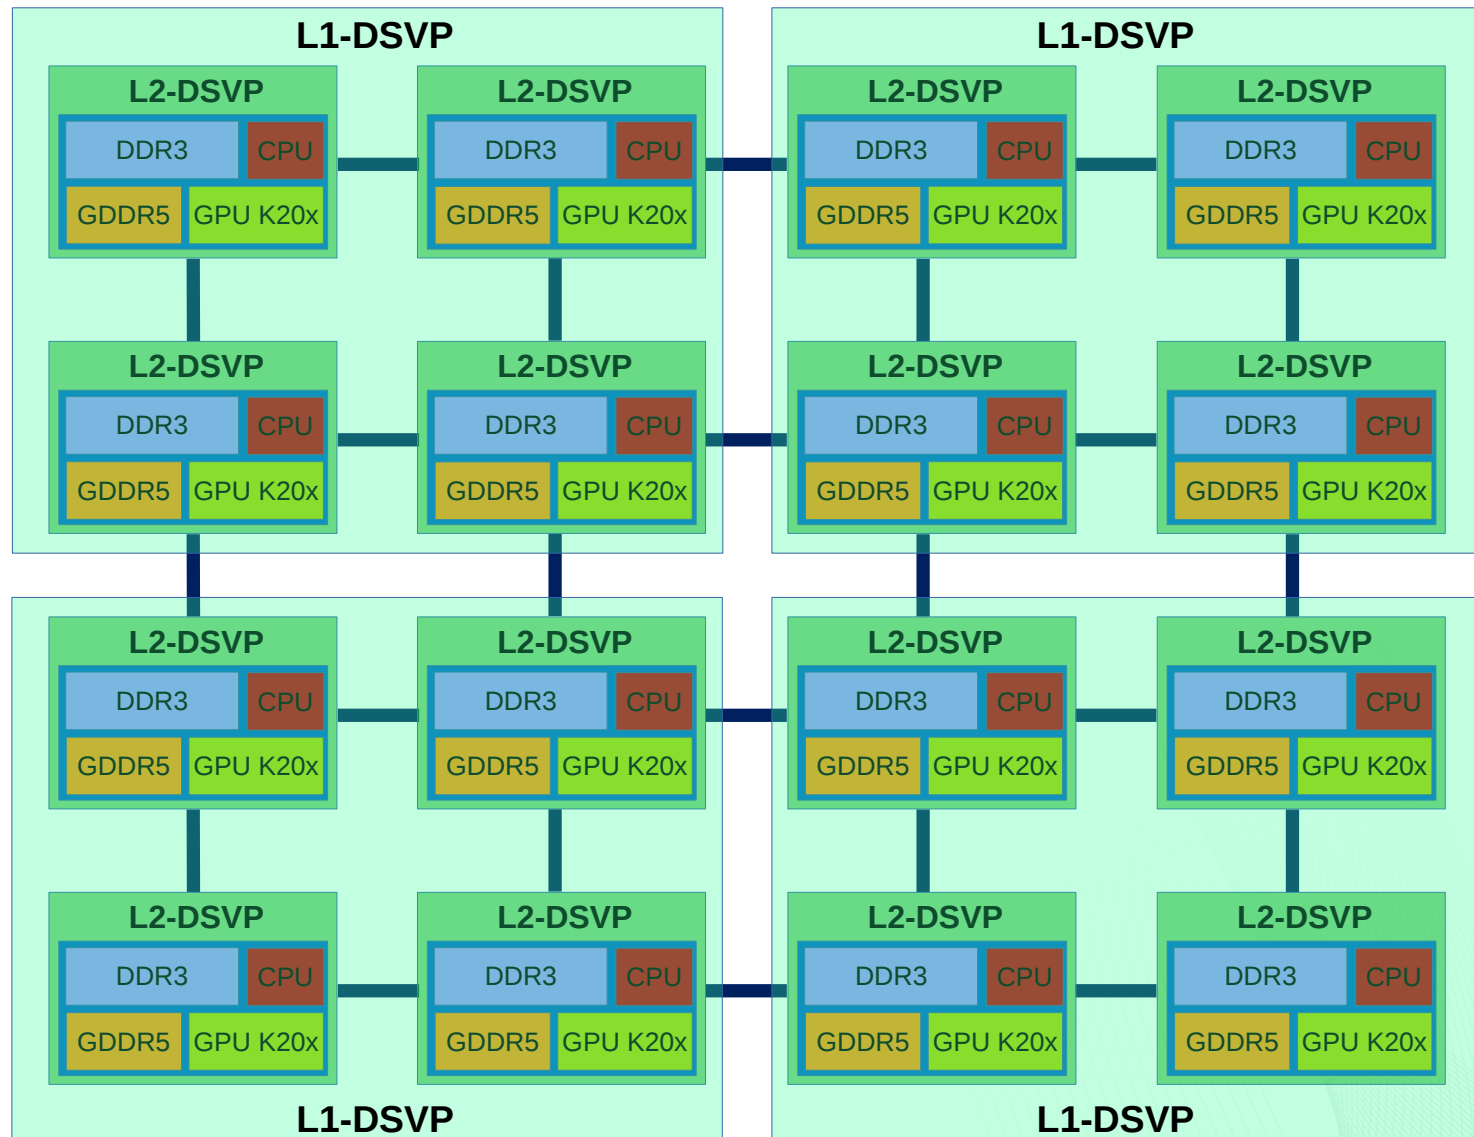 L1-DSVP L1-DSVP
L2-DSVP L2-DSVP L2-DSVP L2-DSVP
DDR3 CPU DDR3 CPU DDR3 CPU DDR3 CPU
GDDR5 GPU K20x GDDR5 GPU K20x GDDR5 GPU K20x GDDR5 GPU K20x
L2-DSVP L2-DSVP L2-DSVP L2-DSVP
DDR3 CPU DDR3 CPU DDR3 CPU DDR3 CPU
GDDR5 GPU K20x GDDR5 GPU K20x GDDR5 GPU K20x GDDR5 GPU K20x
L2-DSVP L2-DSVP L2-DSVP L2-DSVP
DDR3 CPU DDR3 CPU DDR3 CPU DDR3 CPU
GDDR5 GPU K20x GDDR5 GPU K20x GDDR5 GPU K20x GDDR5 GPU K20x
L2-DSVP L2-DSVP L2-DSVP L2-DSVP
DDR3 CPU DDR3 CPU DDR3 CPU DDR3 CPU
GDDR5 GPU K20x GDDR5 GPU K20x GDDR5 GPU K20x GDDR5 GPU K20x
L1-DSVP L1-DSVP